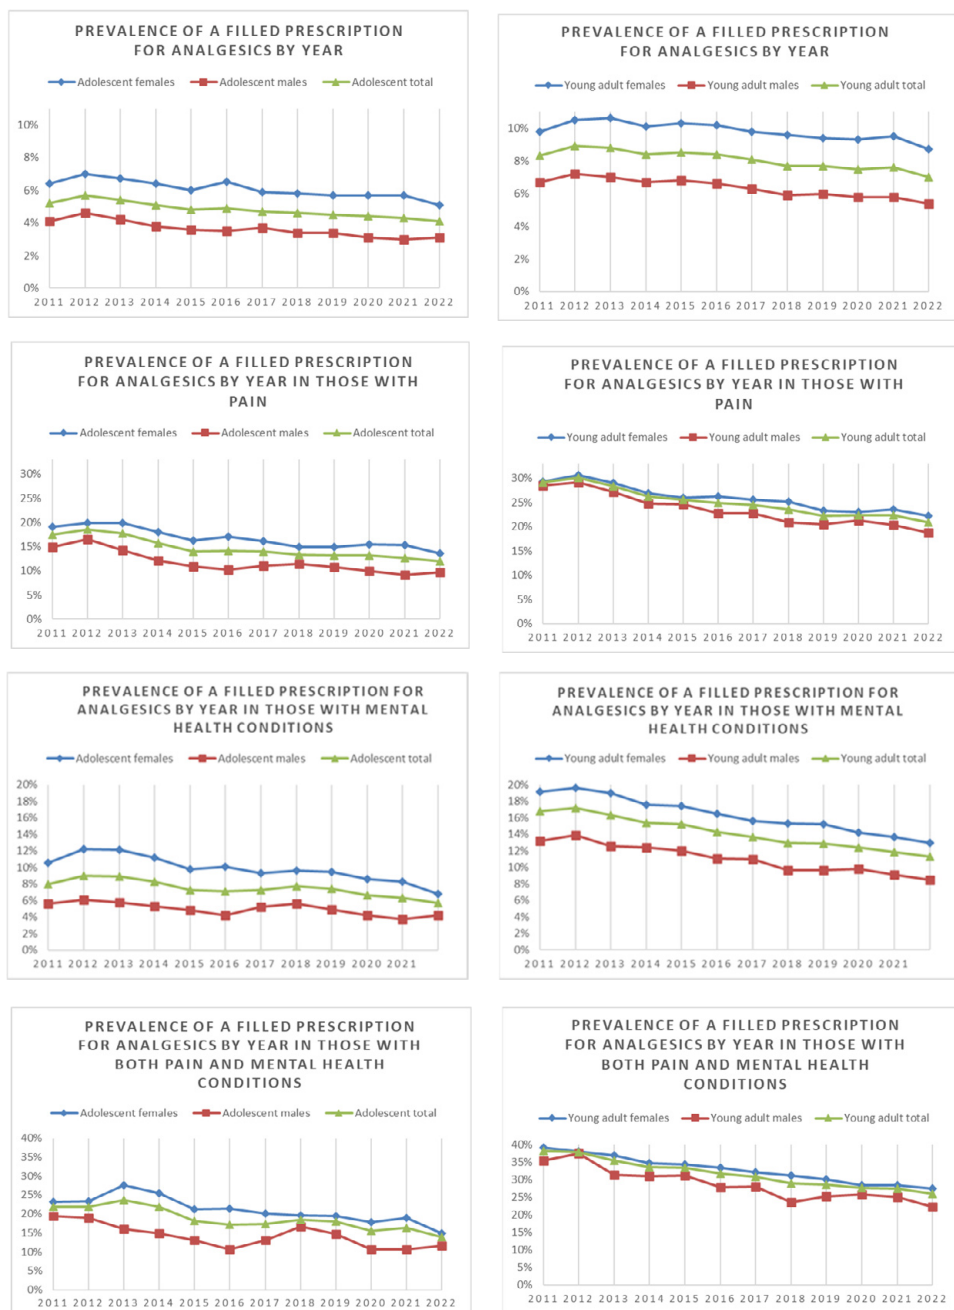 PREVALENCE OF A FILLED PRESCRIPTION
FOR ANALGESICS BY YEAR
Adolescent females Adolescent males Adolescent total
10%
8%
6%
4%
2%
0%
2011 2012 2013 2014 2015 2016 2017 2018 2019 2020 2021 2022
PREVALENCE OF A FILLED PRESCRIPTION
FOR ANALGESICS BY YEAR
Young adult females Young adult males Young adult total
10%
8%
6%
4%
2%
0%
2011 2012 2013 2014 2015 2016 2017 2018 2019 2020 2021 2022
PREVALENCE OF A FILLED PRESCRIPTION
FOR ANALGESICS BY YEAR IN THOSE WITH
PAIN
Adolescent females Adolescent males Adolescent total
30%
25%
20%
15%
10%
5%
0%
2011 2012 2013 2014 2015 2016 2017 2018 2019 2020 2021 2022
PREVALENCE OF A FILLED PRESCRIPTION
FOR ANALGESICS BY YEAR IN THOSE WITH
PAIN
Young adult females Young adult males Young adult total
30%
25%
20%
15%
10%
5%
0%
2011 2012 2013 2014 2015 2016 2017 2018 2019 2020 2021 2022
PREVALENCE OF A FILLED PRESCRIPTION FOR
ANALGESICS BY YEAR IN THOSE WITH MENTAL
HEALTH CONDITIONS
Adolescent females Adolescent males Adolescent total
20%
18%
16%
14%
12%
10%
8%
6%
4%
2%
0%
2011 2012 2013 2014 2015 2016 2017 2018 2019 2020 2021
PREVALENCE OF A FILLED PRESCRIPTION FOR
ANALGESICS BY YEAR IN THOSE WITH MENTAL
HEALTH CONDITIONS
Young adult females Young adult males Young adult total
20%
18%
16%
14%
12%
10%
8%
6%
4%
2%
0%
2011 2012 2013 2014 2015 2016 2017 2018 2019 2020 2021
PREVALENCE OF A FILLED PRESCRIPTION
FOR ANALGESICS BY YEAR IN THOSE WITH
BOTH PAIN AND MENTAL HEALTH
CONDITIONS
Adolescent females Adolescent males Adolescent total
40%
35%
30%
25%
20%
15%
10%
5%
0%
2011 2012 2013 2014 2015 2016 2017 2018 2019 2020 2021 2022
PREVALENCE OF A FILLED PRESCRIPTION
FOR ANALGESICS BY YEAR IN THOSE WITH
BOTH PAIN AND MENTAL HEALTH
CONDITIONS
Young adult females Young adult males Young adult total
40%
35%
30%
25%
20%
15%
10%
5%
0%
2011 2012 2013 2014 2015 2016 2017 2018 2019 2020 2021 2022